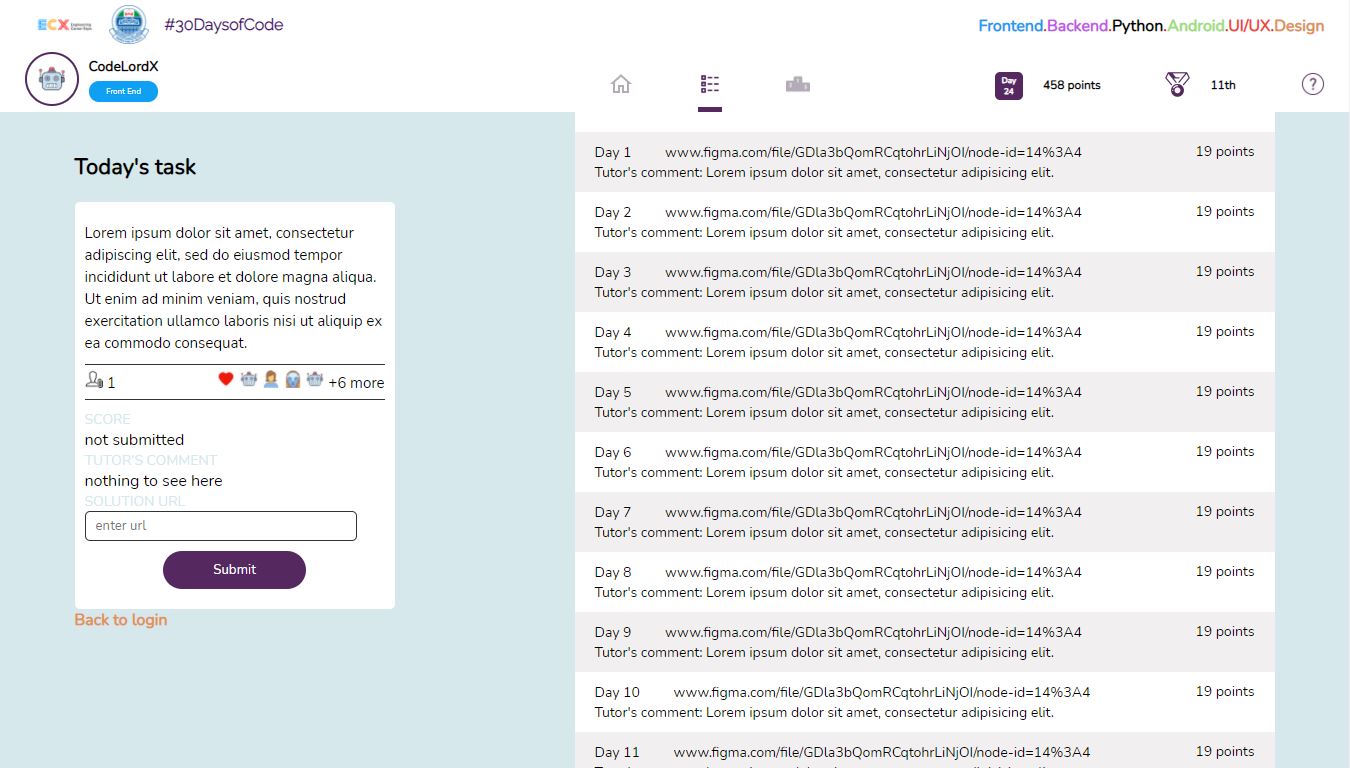 ECX Engineering Career Expo
#30DaysofCode
Frontend.Backend.Python.Android.UI/UX.Design
CodeLordX
Front End
Day
24
458 points
11th
?
Today's task
Lorem ipsum dolor sit amet, consectetur
adipiscing elit, sed do eiusmod tempor
incididunt ut labore et dolore magna aliqua.
Ut enim ad minim veniam, quis nostrud
exercitation ullamco laboris nisi ut aliquip ex
ea commodo consequat.
1
+6 more
SCORE
not submitted
TUTOR'S COMMENT
nothing to see here
SOLUTION URL
enter url
Submit
Back to login
Day 1 www.figma.com/file/GDla3bQomRCqtohrLiNjOI/node-id=14%3A4 19 points
Tutor's comment: Lorem ipsum dolor sit amet, consectetur adipisicing elit.
Day 2 www.figma.com/file/GDla3bQomRCqtohrLiNjOI/node-id=14%3A4 19 points
Tutor's comment: Lorem ipsum dolor sit amet, consectetur adipisicing elit.
Day 3 www.figma.com/file/GDla3bQomRCqtohrLiNjOI/node-id=14%3A4 19 points
Tutor's comment: Lorem ipsum dolor sit amet, consectetur adipisicing elit.
Day 4 www.figma.com/file/GDla3bQomRCqtohrLiNjOI/node-id=14%3A4 19 points
Tutor's comment: Lorem ipsum dolor sit amet, consectetur adipisicing elit.
Day 5 www.figma.com/file/GDla3bQomRCqtohrLiNjOI/node-id=14%3A4 19 points
Tutor's comment: Lorem ipsum dolor sit amet, consectetur adipisicing elit.
Day 6 www.figma.com/file/GDla3bQomRCqtohrLiNjOI/node-id=14%3A4 19 points
Tutor's comment: Lorem ipsum dolor sit amet, consectetur adipisicing elit.
Day 7 www.figma.com/file/GDla3bQomRCqtohrLiNjOI/node-id=14%3A4 19 points
Tutor's comment: Lorem ipsum dolor sit amet, consectetur adipisicing elit.
Day 8 www.figma.com/file/GDla3bQomRCqtohrLiNjOI/node-id=14%3A4 19 points
Tutor's comment: Lorem ipsum dolor sit amet, consectetur adipisicing elit.
Day 9 www.figma.com/file/GDla3bQomRCqtohrLiNjOI/node-id=14%3A4 19 points
Tutor's comment: Lorem ipsum dolor sit amet, consectetur adipisicing elit.
Day 10 www.figma.com/file/GDla3bQomRCqtohrLiNjOI/node-id=14%3A4 19 points
Tutor's comment: Lorem ipsum dolor sit amet, consectetur adipisicing elit.
Day 11 www.figma.com/file/GDla3bQomRCqtohrLiNjOI/node-id=14%3A4 19 points